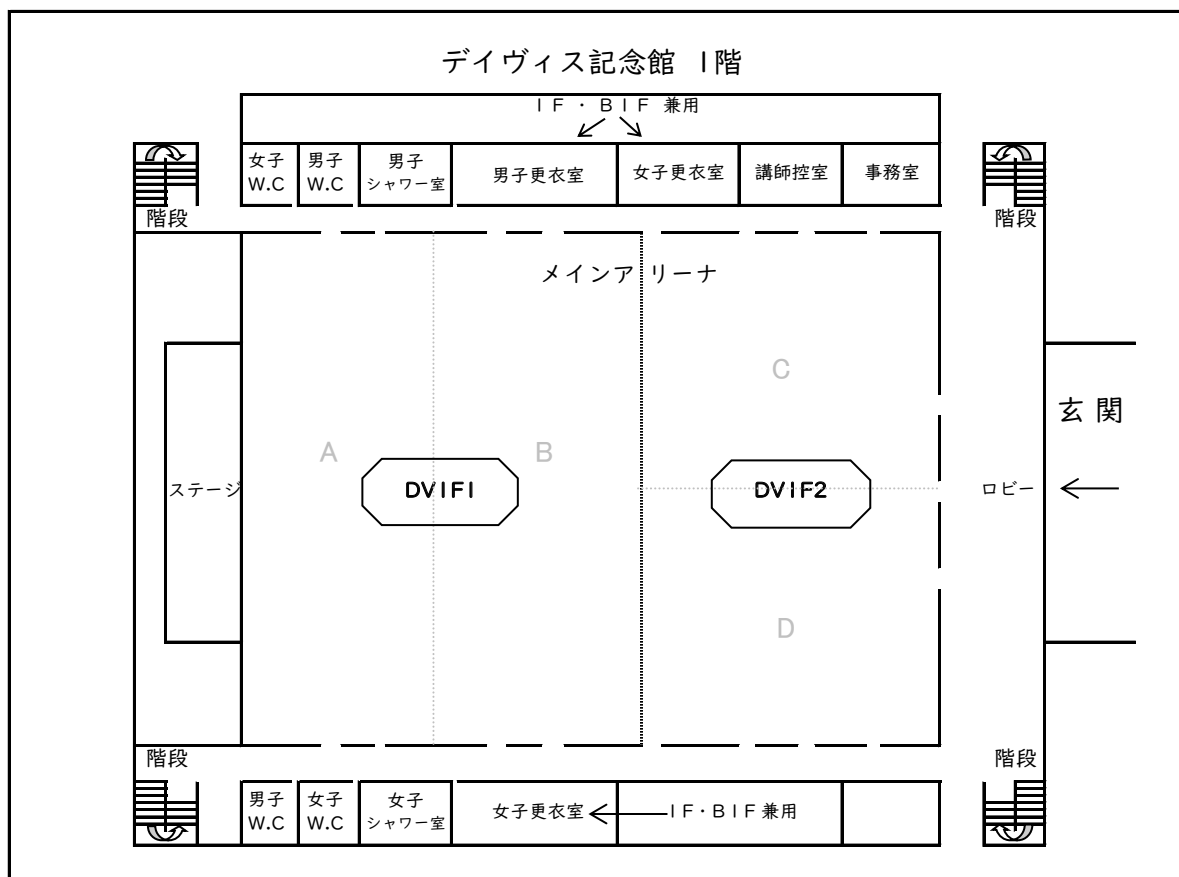 デイヴィス記念館 1階
1F・B1F 兼用
女子
W.C
男子
W.C
男子
シャワー室
男子更衣室
女子更衣室
講師控室
事務室
階段
階段
メインアリーナ
C
玄関
A
B
ステージ
DV1F1
DV1F2
ロビー
D
階段
階段
男子
W.C
女子
W.C
女子
シャワー室
女子更衣室
1F・B1F兼用